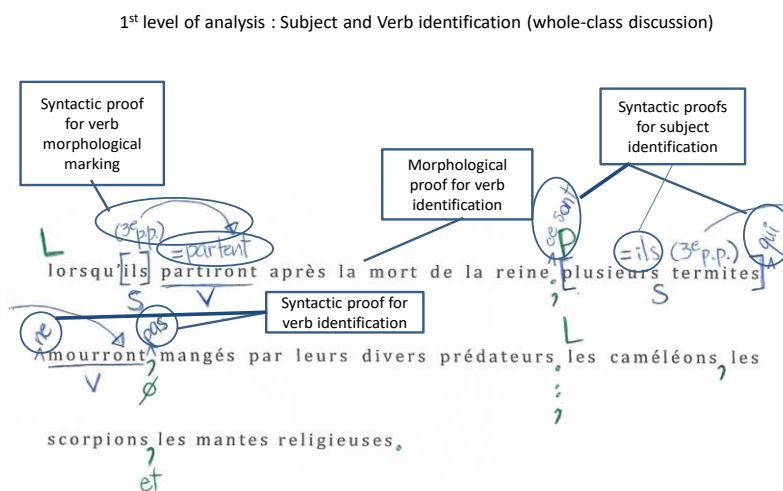 1st level of analysis : Subject and Verb identification (whole-class discussion)
Syntactic proof
for verb
morphological
marking
Morphological
proof for verb
identification
Syntactic proofs
for subject
identification
(3e p.p.)
=partent
ce sont
=ils (3e p.p.) qui
L P
lorsqu'[ils] partiront après la mort de la reine, [plusieurs termites]
S V ; S
Syntactic proof for
verb identification
ne pas L
mourront, mangés par leurs divers prédateurs. les caméléons, les
V ø : ;
scorpions, les mantes religieuses.
et